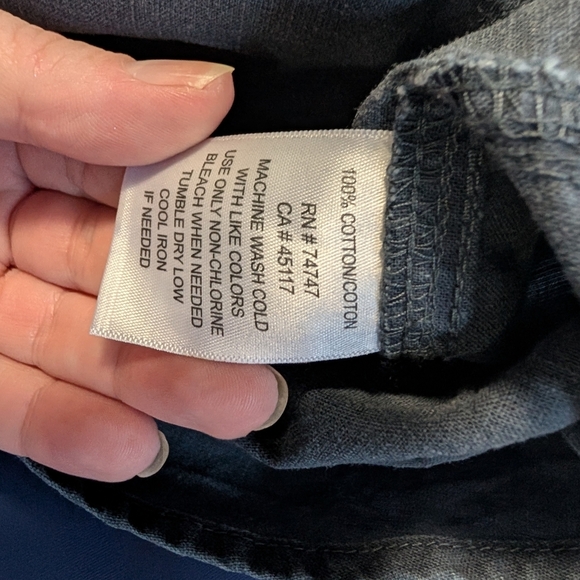 100% COTTON/COTON
RN # 74747
CA # 45117
MACHINE WASH COLD
WITH LIKE COLORS
USE ONLY NON-CHLORINE
BLEACH WHEN NEEDED
TUMBLE DRY LOW
COOL IRON
IF NEEDED